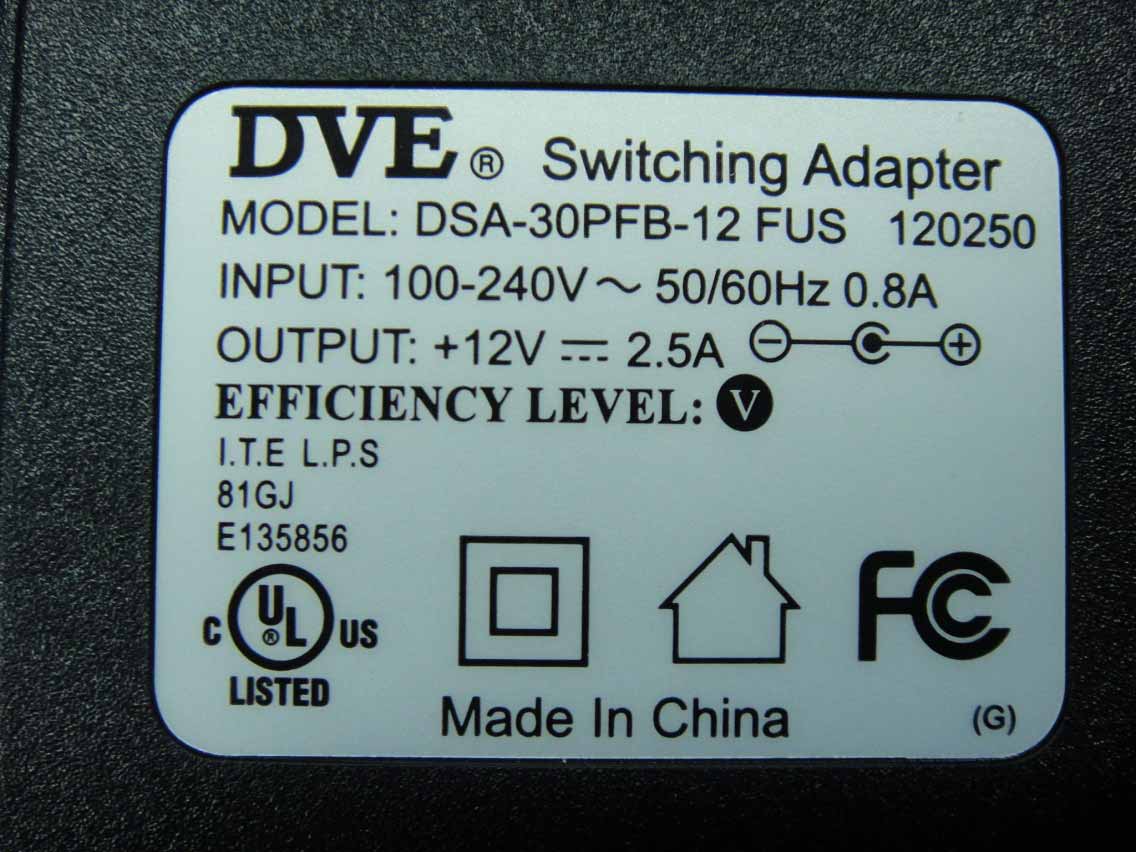 DVE® Switching Adapter
MODEL: DSA-30PFB-12 FUS 120250
INPUT: 100-240V~ 50/60Hz 0.8A
OUTPUT: +12V ⎓ 2.5A
EFFICIENCY LEVEL: V
I.T.E L.P.S
81GJ
E135856
C UL® US
LISTED
FC
Made In China
(G)